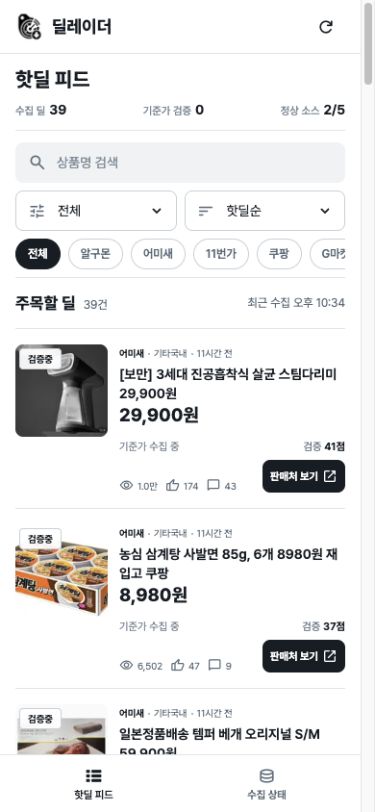 딜레이더
핫딜 피드
수집 딜 39 기준가 검증 0 정상 소스 2/5
상품명 검색
전체 핫딜순
전체 알구몬 어미새 11번가 쿠팡 G마켓
주목할 딜 39건 최근 수집 오후 10:34
검증중
어미새 · 기타국내 · 11시간 전
[보만] 3세대 진공흡착식 살균 스팀다리미
29,900원
29,900원
기준가 수집 중 검증 41점
1.0만 174 43 판매처 보기
검증중
어미새 · 기타국내 · 11시간 전
농심 삼계탕 사발면 85g, 6개 8980원 재
입고 쿠팡
8,980원
기준가 수집 중 검증 37점
6,502 47 9 판매처 보기
검증중
어미새 · 기타국내 · 11시간 전
일본정품배송 템퍼 베개 오리지널 S/M
59,900원
핫딜 피드 수집 상태